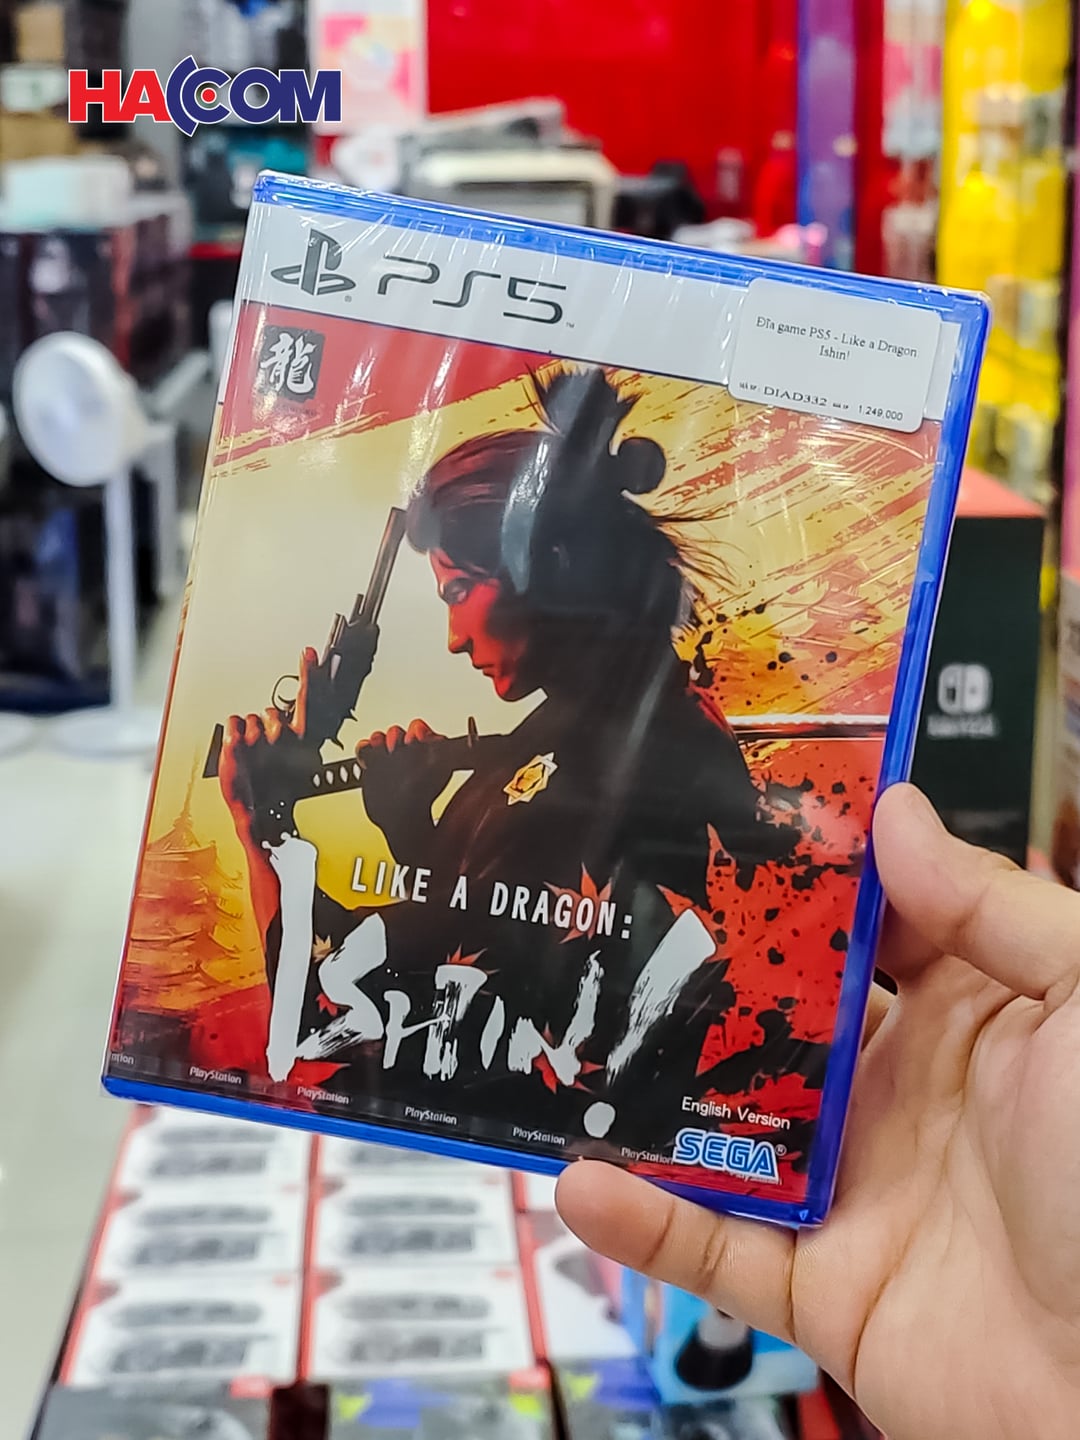 HACOM
PS5
Đĩa game PS5 - Like a Dragon
Ishin!
DIAD332
1,249,000
龍
LIKE A DRAGON:
ISHIN!
PlayStation
PlayStation
PlayStation
PlayStation
PlayStation
English Version
SEGA®